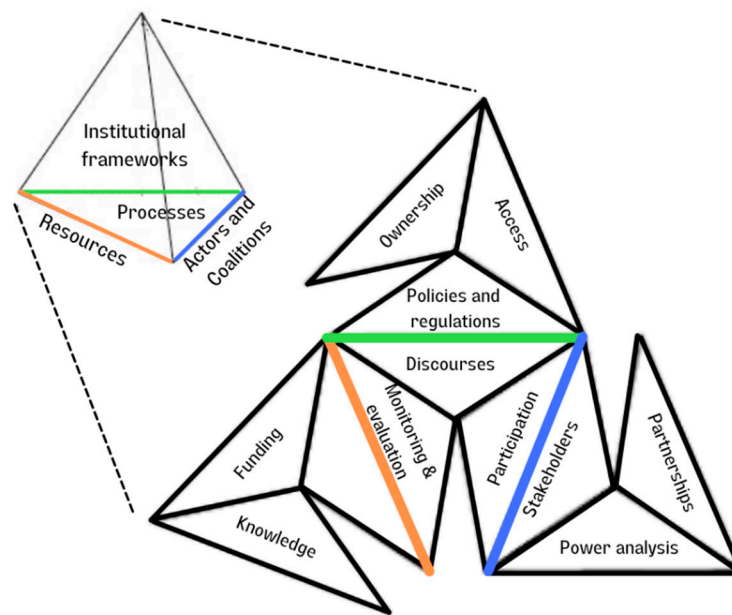 Institutional
frameworks
Processes
Resources
Actors and
Coalitions
Ownership
Access
Policies and
regulations
Discourses
Monitoring &
evaluation
Participation
Stakeholders
Partnerships
Funding
Knowledge
Power analysis